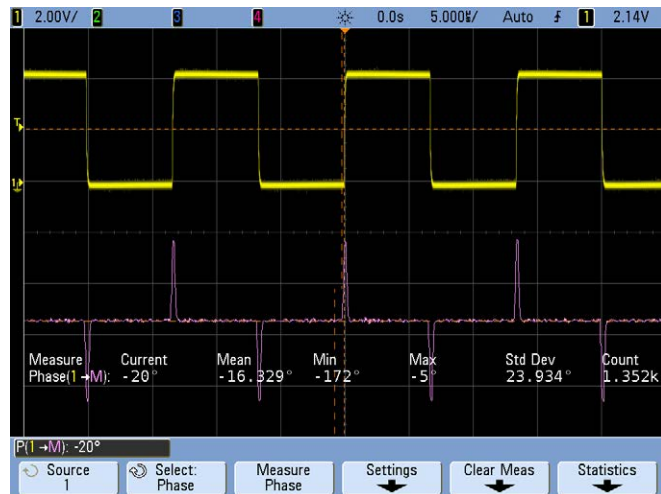 1 2.00V/ 2 3 4 0.0s 5.000㎲/ Auto 1 2.14V
T
1
Measure Current Mean Min Max Std Dev Count
Phase(1→M): -20° -16.329° -172° -5° 23.934° 1.352k
P(1→M): -20°
Source Select: Measure Settings Clear Meas Statistics
1 Phase Phase